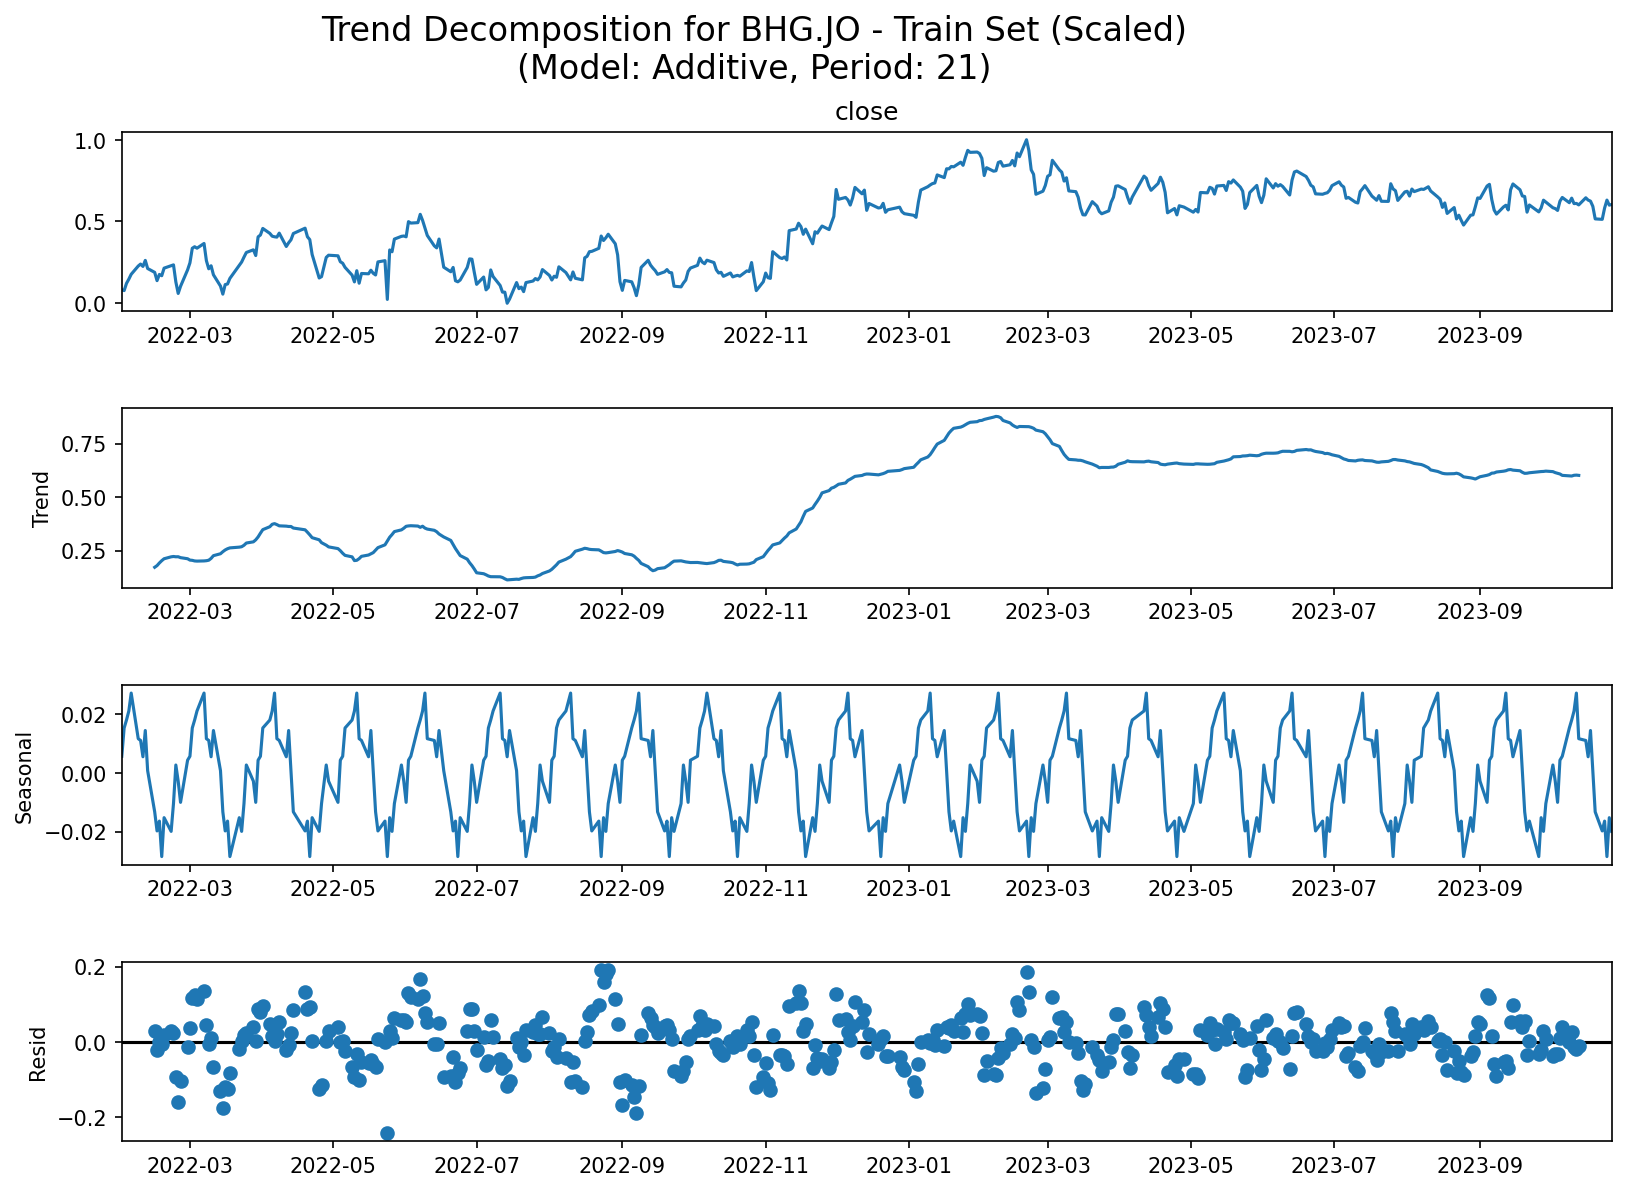 Trend Decomposition for BHG.JO - Train Set (Scaled)
(Model: Additive, Period: 21)
close
1.0
0.5
0.0
2022-03 2022-05 2022-07 2022-09 2022-11 2023-01 2023-03 2023-05 2023-07 2023-09
Trend
0.75
0.50
0.25
2022-03 2022-05 2022-07 2022-09 2022-11 2023-01 2023-03 2023-05 2023-07 2023-09
Seasonal
0.02
0.00
−0.02
2022-03 2022-05 2022-07 2022-09 2022-11 2023-01 2023-03 2023-05 2023-07 2023-09
Resid
0.2
0.0
−0.2
2022-03 2022-05 2022-07 2022-09 2022-11 2023-01 2023-03 2023-05 2023-07 2023-09